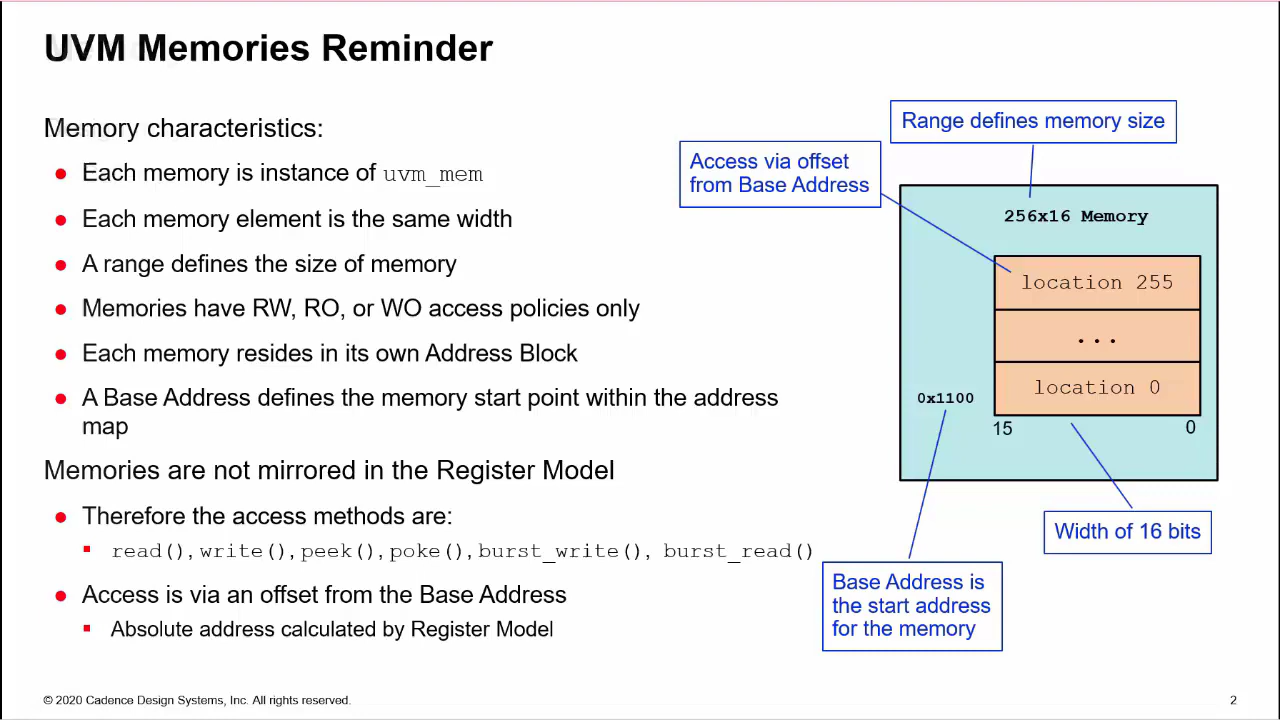 UVM Memories Reminder
Memory characteristics:
Each memory is instance of uvm_mem
Each memory element is the same width
A range defines the size of memory
Memories have RW, RO, or WO access policies only
Each memory resides in its own Address Block
A Base Address defines the memory start point within the address
map
Memories are not mirrored in the Register Model
Therefore the access methods are:
read(), write(), peek(), poke(), burst_write(), burst_read()
Access is via an offset from the Base Address
Absolute address calculated by Register Model
Range defines memory size
Access via offset
from Base Address
256x16 Memory
location 255
...
location 0
0x1100
15 0
Width of 16 bits
Base Address is
the start address
for the memory
© 2020 Cadence Design Systems, Inc. All rights reserved.
2